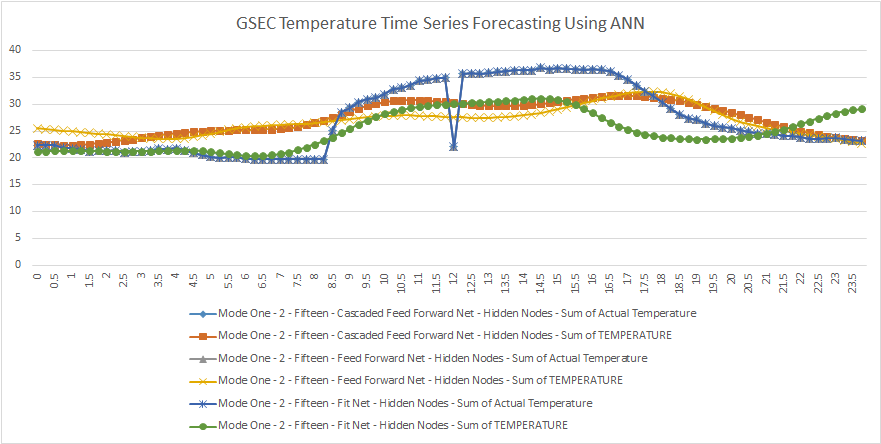 GSEC Temperature Time Series Forecasting Using ANN
40
35
30
25
20
15
10
5
0
0 0.5 1 1.5 2 2.5 3 3.5 4 4.5 5 5.5 6 6.5 7 7.5 8 8.5 9 9.5 10 10.5 11 11.5 12 12.5 13 13.5 14 14.5 15 15.5 16 16.5 17 17.5 18 18.5 19 19.5 20 20.5 21 21.5 22 22.5 23 23.5
Mode One - 2 - Fifteen - Cascaded Feed Forward Net - Hidden Nodes - Sum of Actual Temperature
Mode One - 2 - Fifteen - Cascaded Feed Forward Net - Hidden Nodes - Sum of TEMPERATURE
Mode One - 2 - Fifteen - Feed Forward Net - Hidden Nodes - Sum of Actual Temperature
Mode One - 2 - Fifteen - Feed Forward Net - Hidden Nodes - Sum of TEMPERATURE
Mode One - 2 - Fifteen - Fit Net - Hidden Nodes - Sum of Actual Temperature
Mode One - 2 - Fifteen - Fit Net - Hidden Nodes - Sum of TEMPERATURE